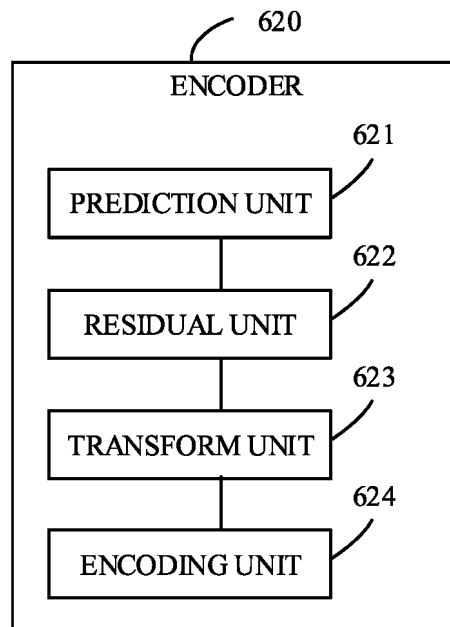 620
ENCODER
621
PREDICTION UNIT
622
RESIDUAL UNIT
623
TRANSFORM UNIT
624
ENCODING UNIT